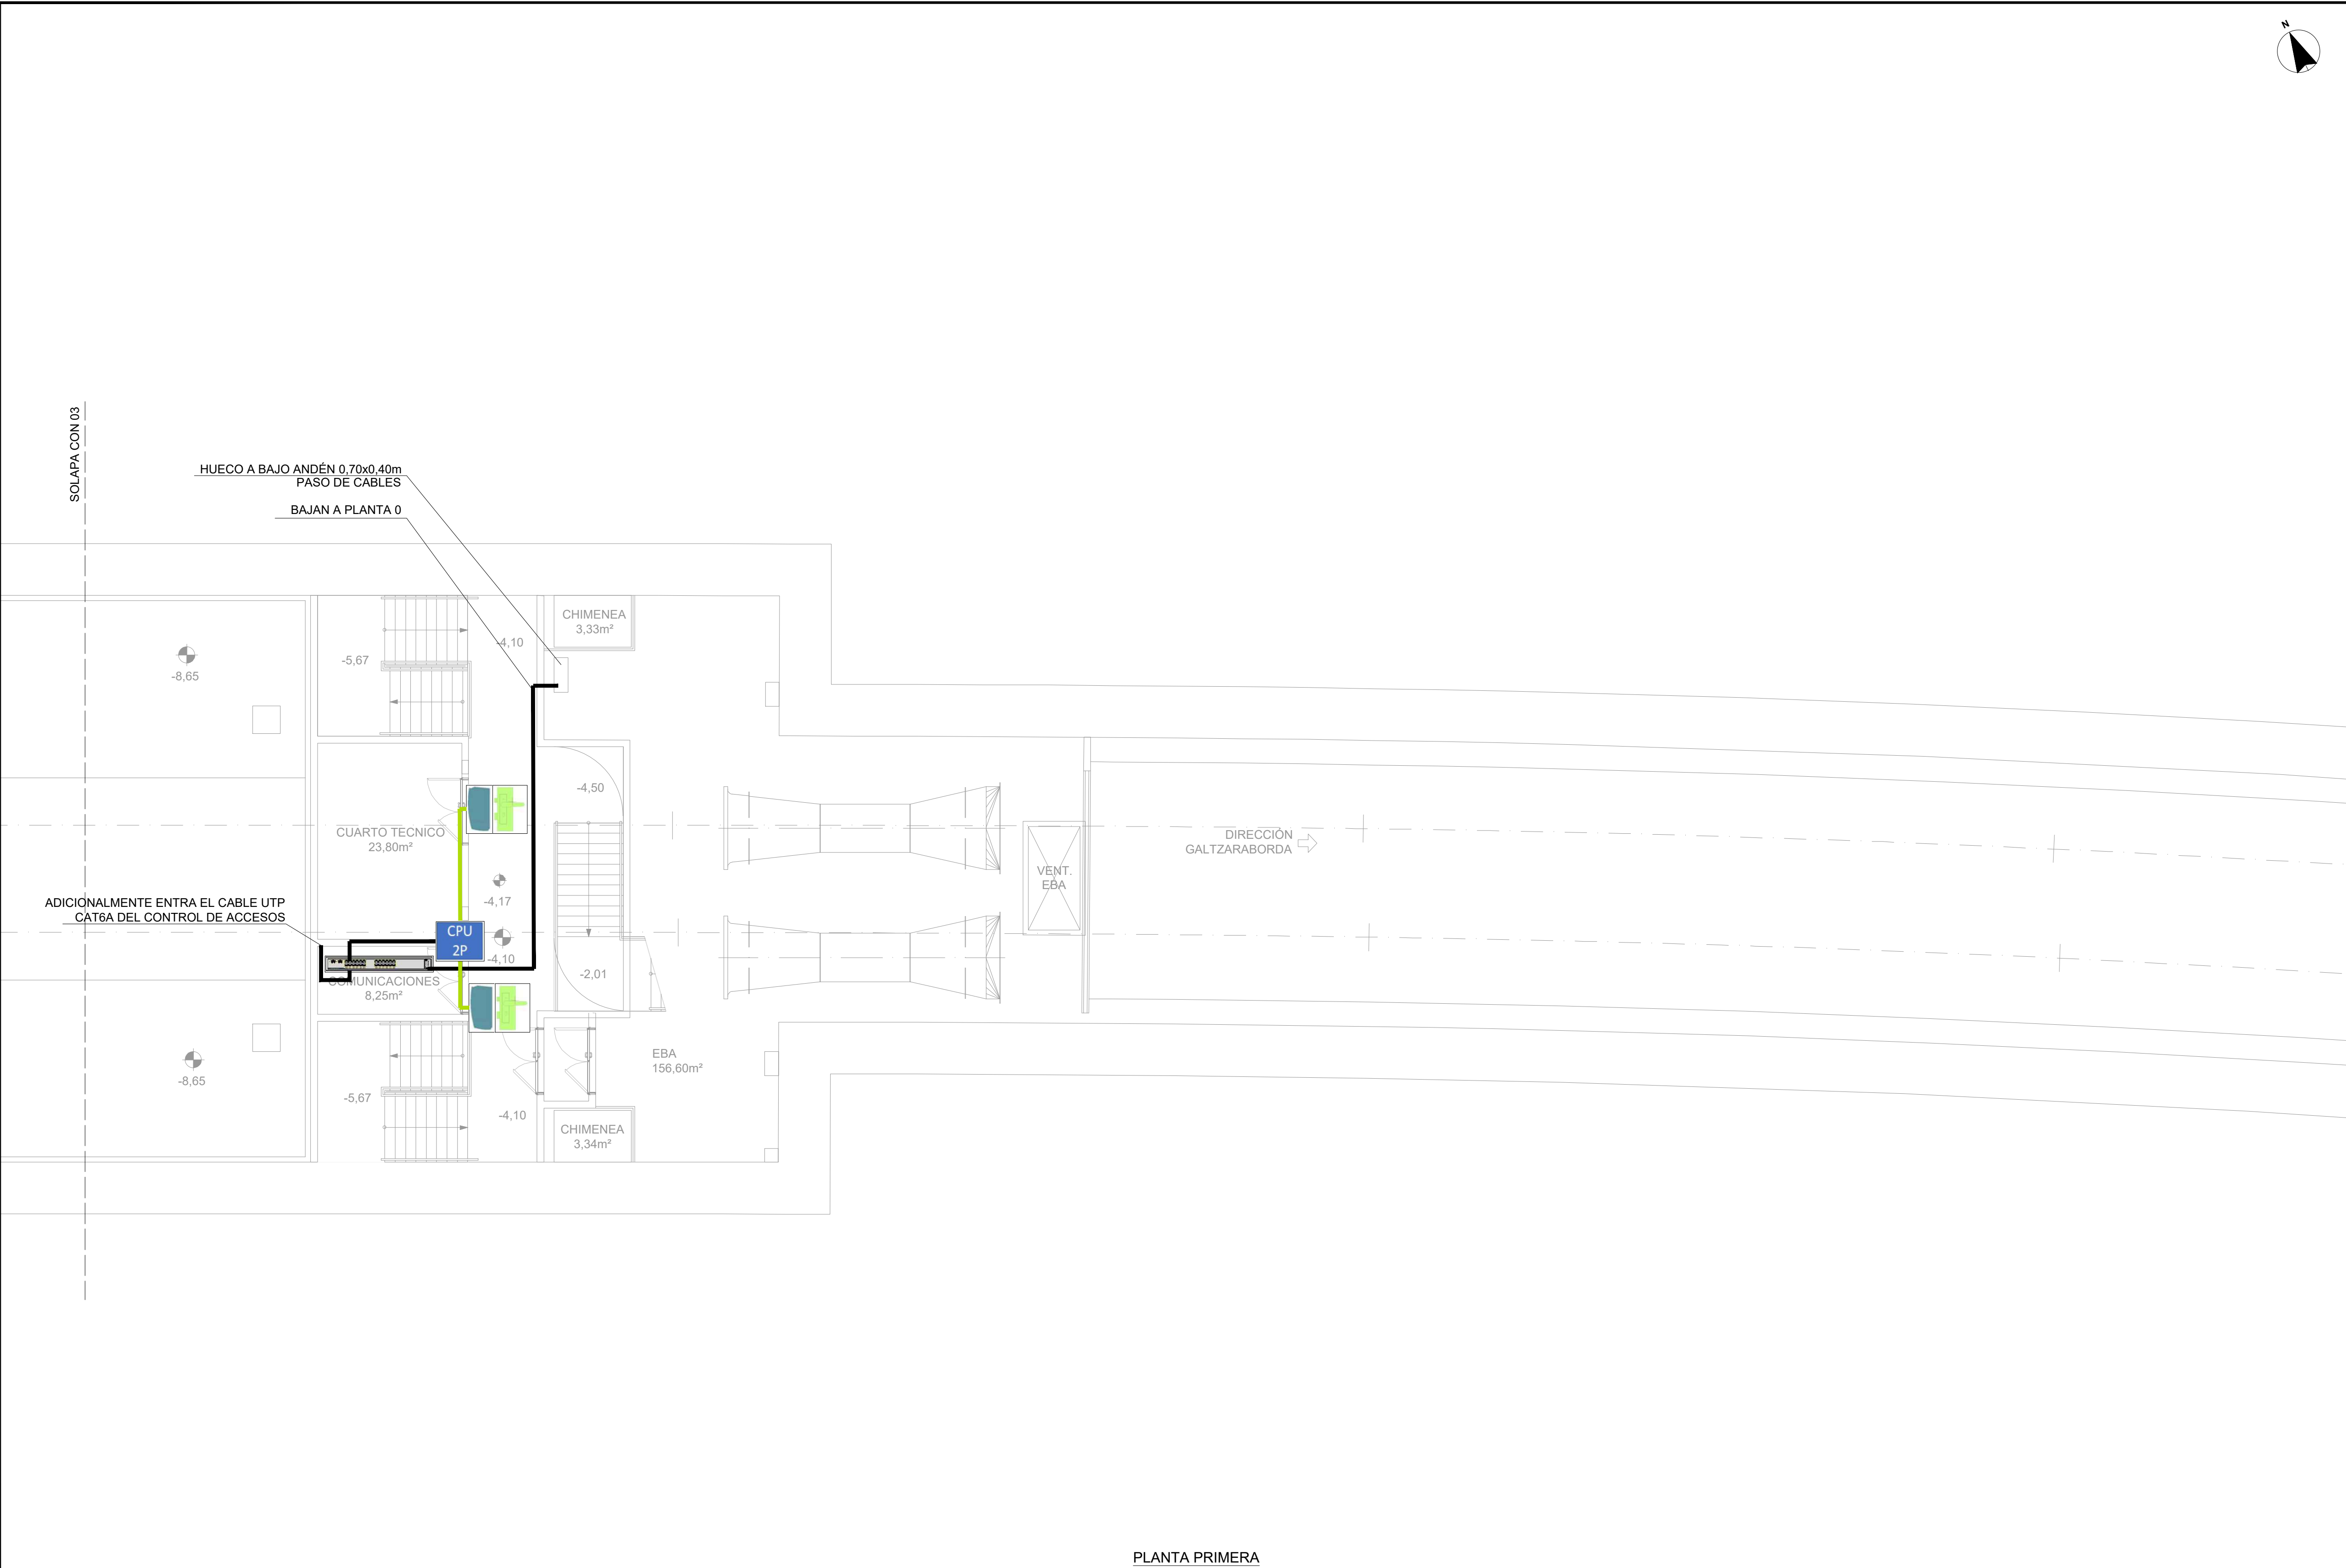 N
SOLAPA CON 03
HUECO A BAJO ANDÉN 0,70x0,40m
PASO DE CABLES
BAJAN A PLANTA 0
CHIMENEA
3,33m²
-4,10
-5,67
-8,65
-4,50
CUARTO TECNICO
23,80m²
DIRECCIÓN
GALTZARABORDA
VENT.
EBA
-4,17
ADICIONALMENTE ENTRA EL CABLE UTP
CAT6A DEL CONTROL DE ACCESOS
CPU
2P
-4,10
-2,01
COMUNICACIONES
8,25m²
EBA
156,60m²
-8,65
-5,67
-4,10
CHIMENEA
3,34m²
PLANTA PRIMERA